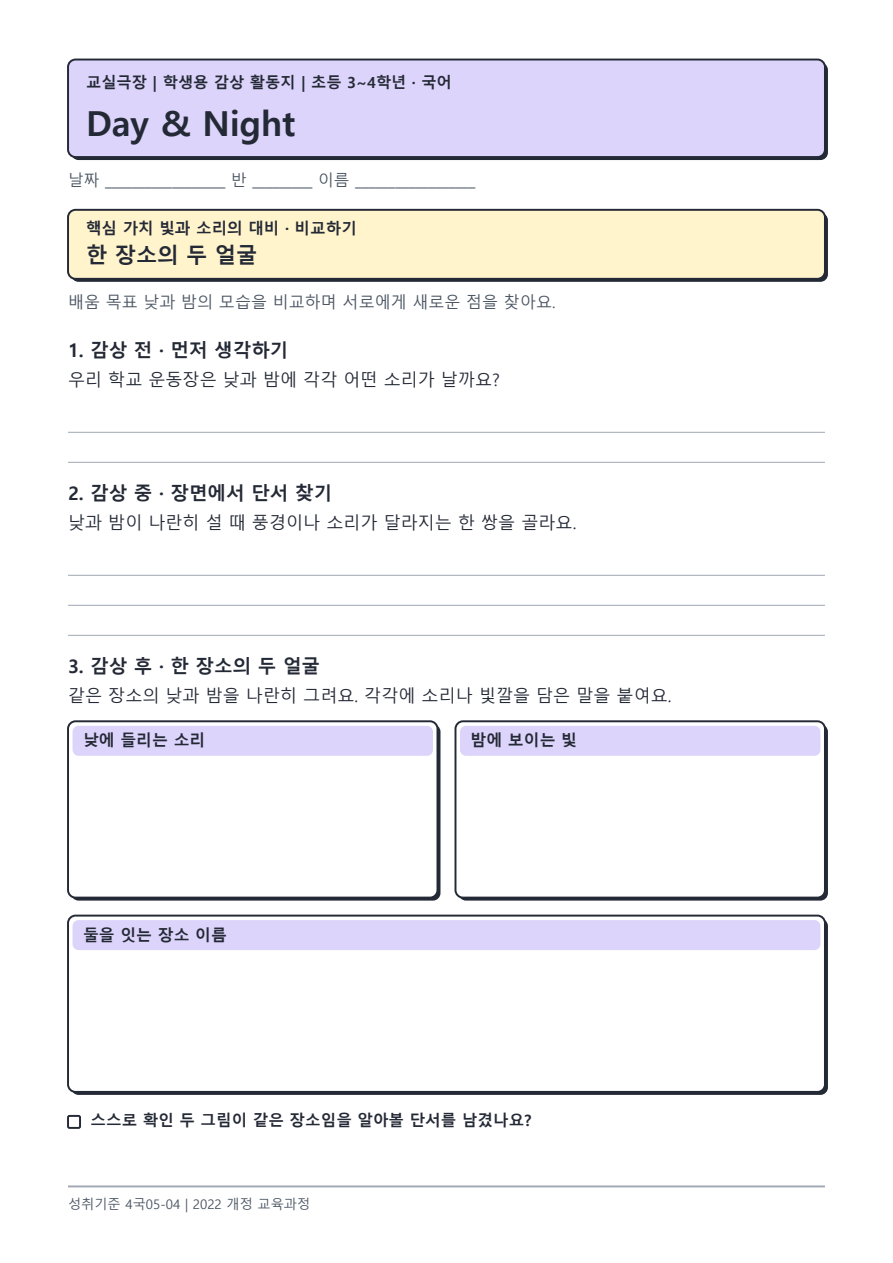 교실극장 | 학생용 감상 활동지 | 초등 3~4학년 · 국어
Day & Night
날짜 ________________ 반 ________ 이름 ________________
핵심 가치 빛과 소리의 대비 · 비교하기
한 장소의 두 얼굴
배움 목표 낮과 밤의 모습을 비교하며 서로에게 새로운 점을 찾아요.
1. 감상 전 · 먼저 생각하기
우리 학교 운동장은 낮과 밤에 각각 어떤 소리가 날까요?
2. 감상 중 · 장면에서 단서 찾기
낮과 밤이 나란히 설 때 풍경이나 소리가 달라지는 한 쌍을 골라요.
3. 감상 후 · 한 장소의 두 얼굴
같은 장소의 낮과 밤을 나란히 그려요. 각각에 소리나 빛깔을 담은 말을 붙여요.
낮에 들리는 소리
밤에 보이는 빛
둘을 잇는 장소 이름
스스로 확인 두 그림이 같은 장소임을 알아볼 단서를 남겼나요?
성취기준 4국05-04 | 2022 개정 교육과정